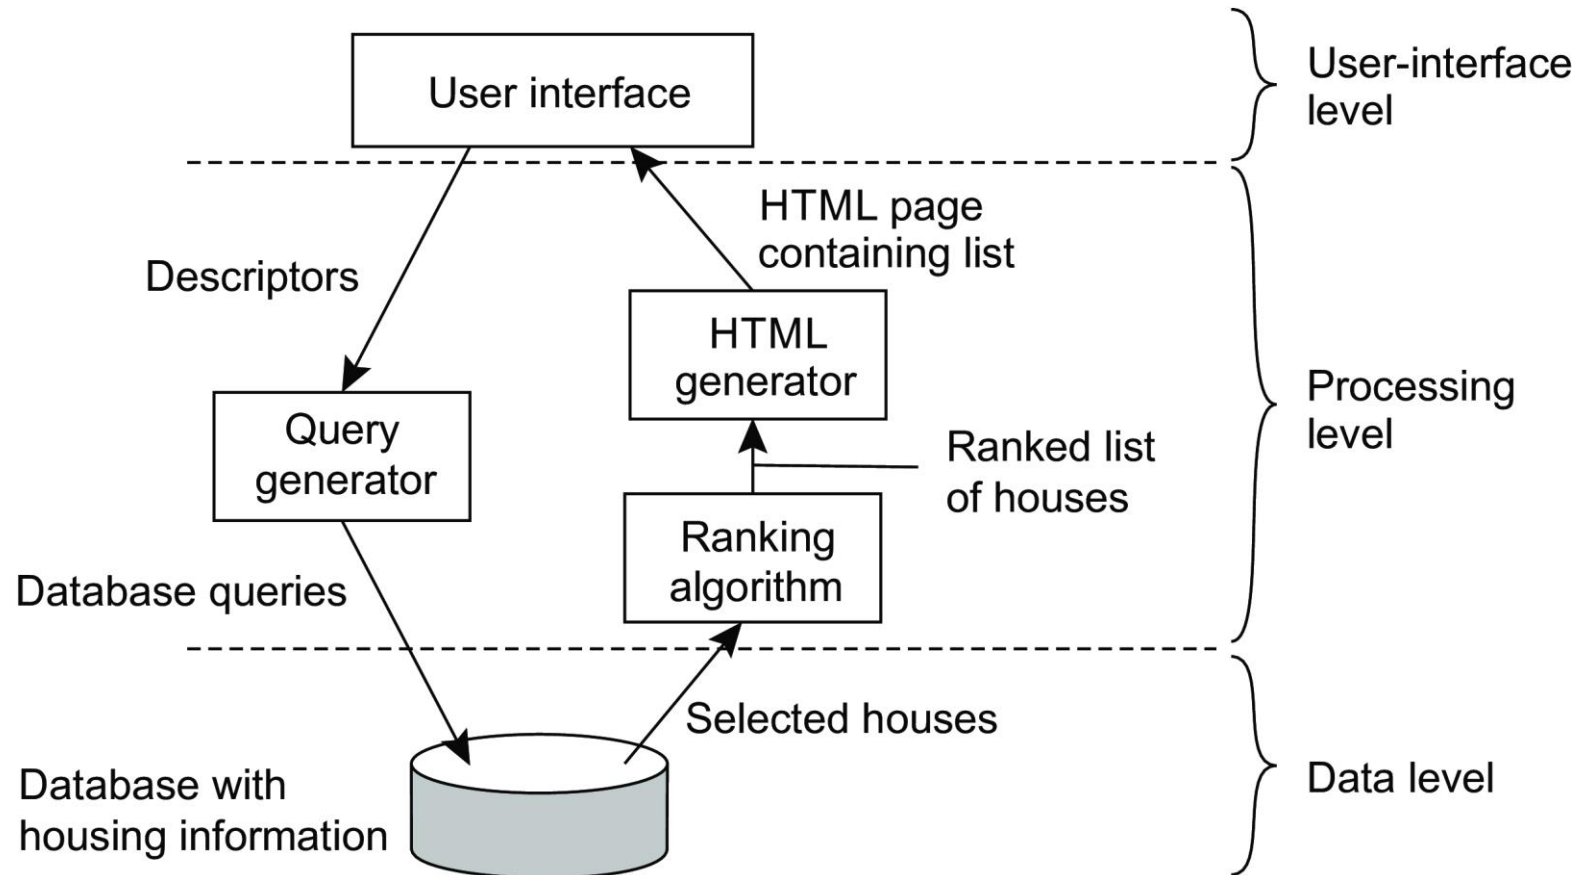 User interface
User-interface
level
HTML page
containing list
Descriptors
HTML
generator
Processing
level
Query
generator
Ranked list
of houses
Ranking
algorithm
Database queries
Selected houses
Database with
housing information
Data level